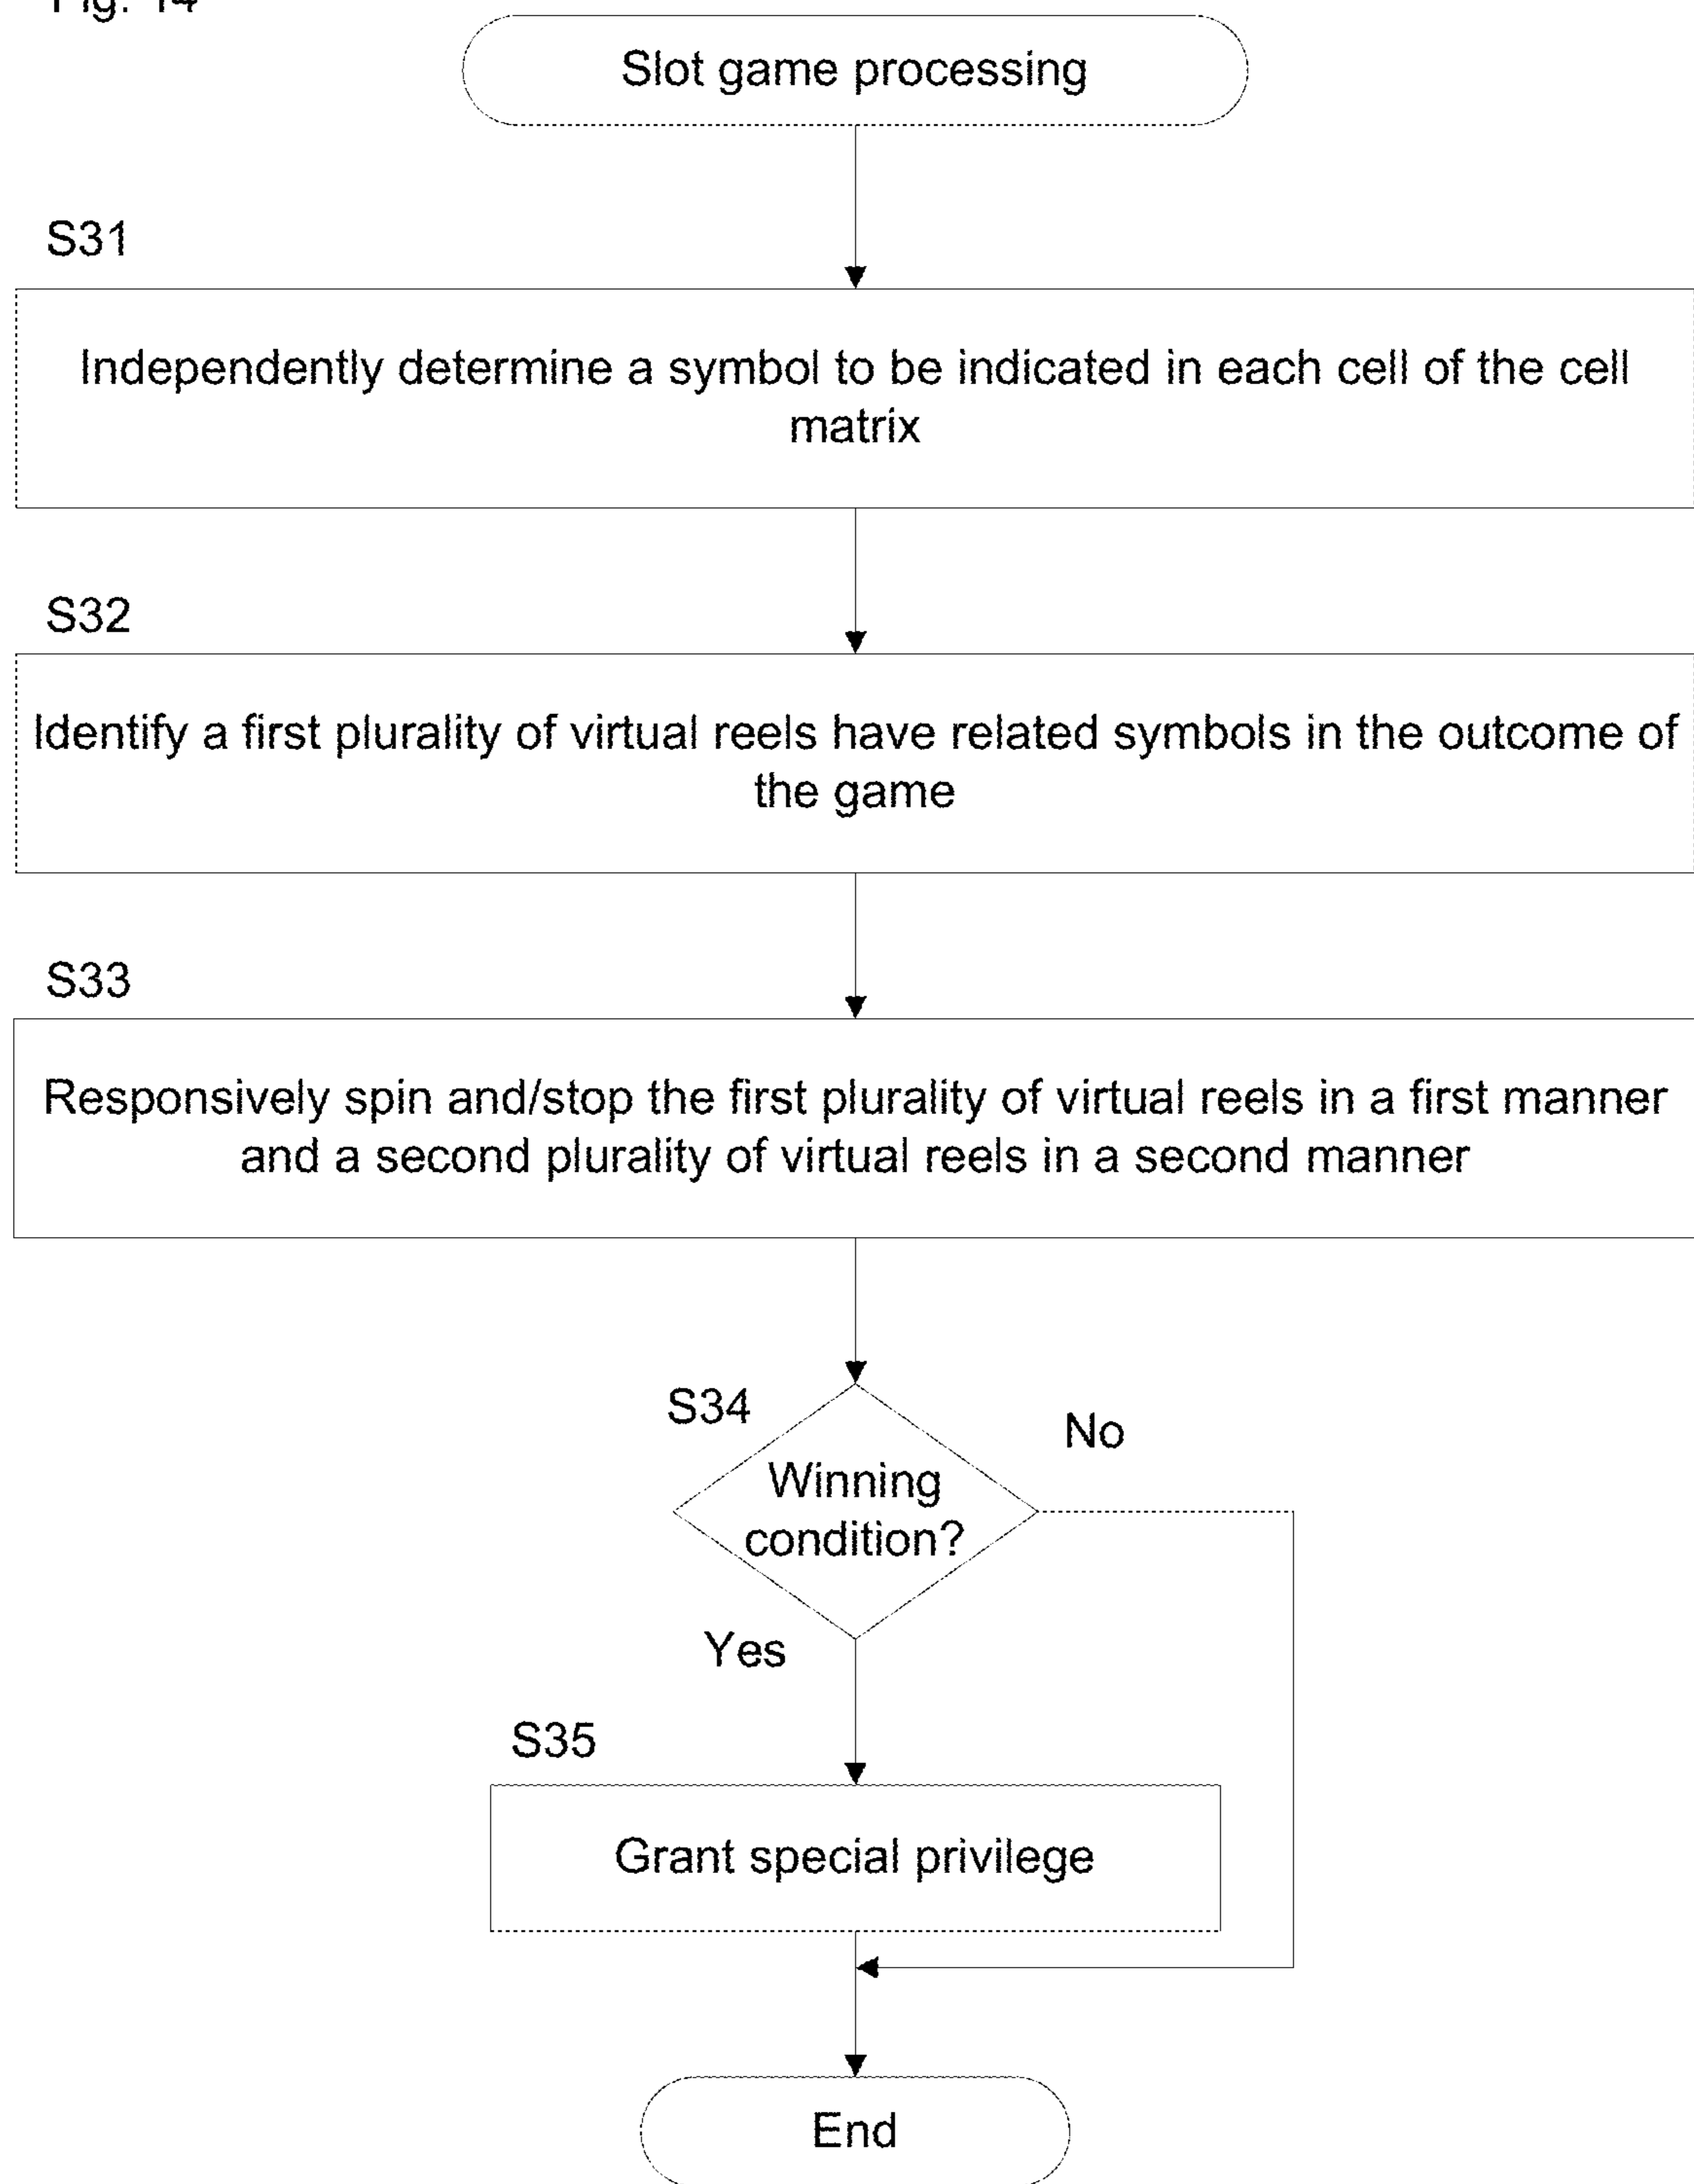 Fig. 14
Slot game processing
S31
Independently determine a symbol to be indicated in each cell of the cell
matrix
S32
Identify a first plurality of virtual reels have related symbols in the outcome of
the game
S33
Responsively spin and/stop the first plurality of virtual reels in a first manner
and a second plurality of virtual reels in a second manner
S34
No
Winning
condition?
Yes
S35
Grant special privilege
End